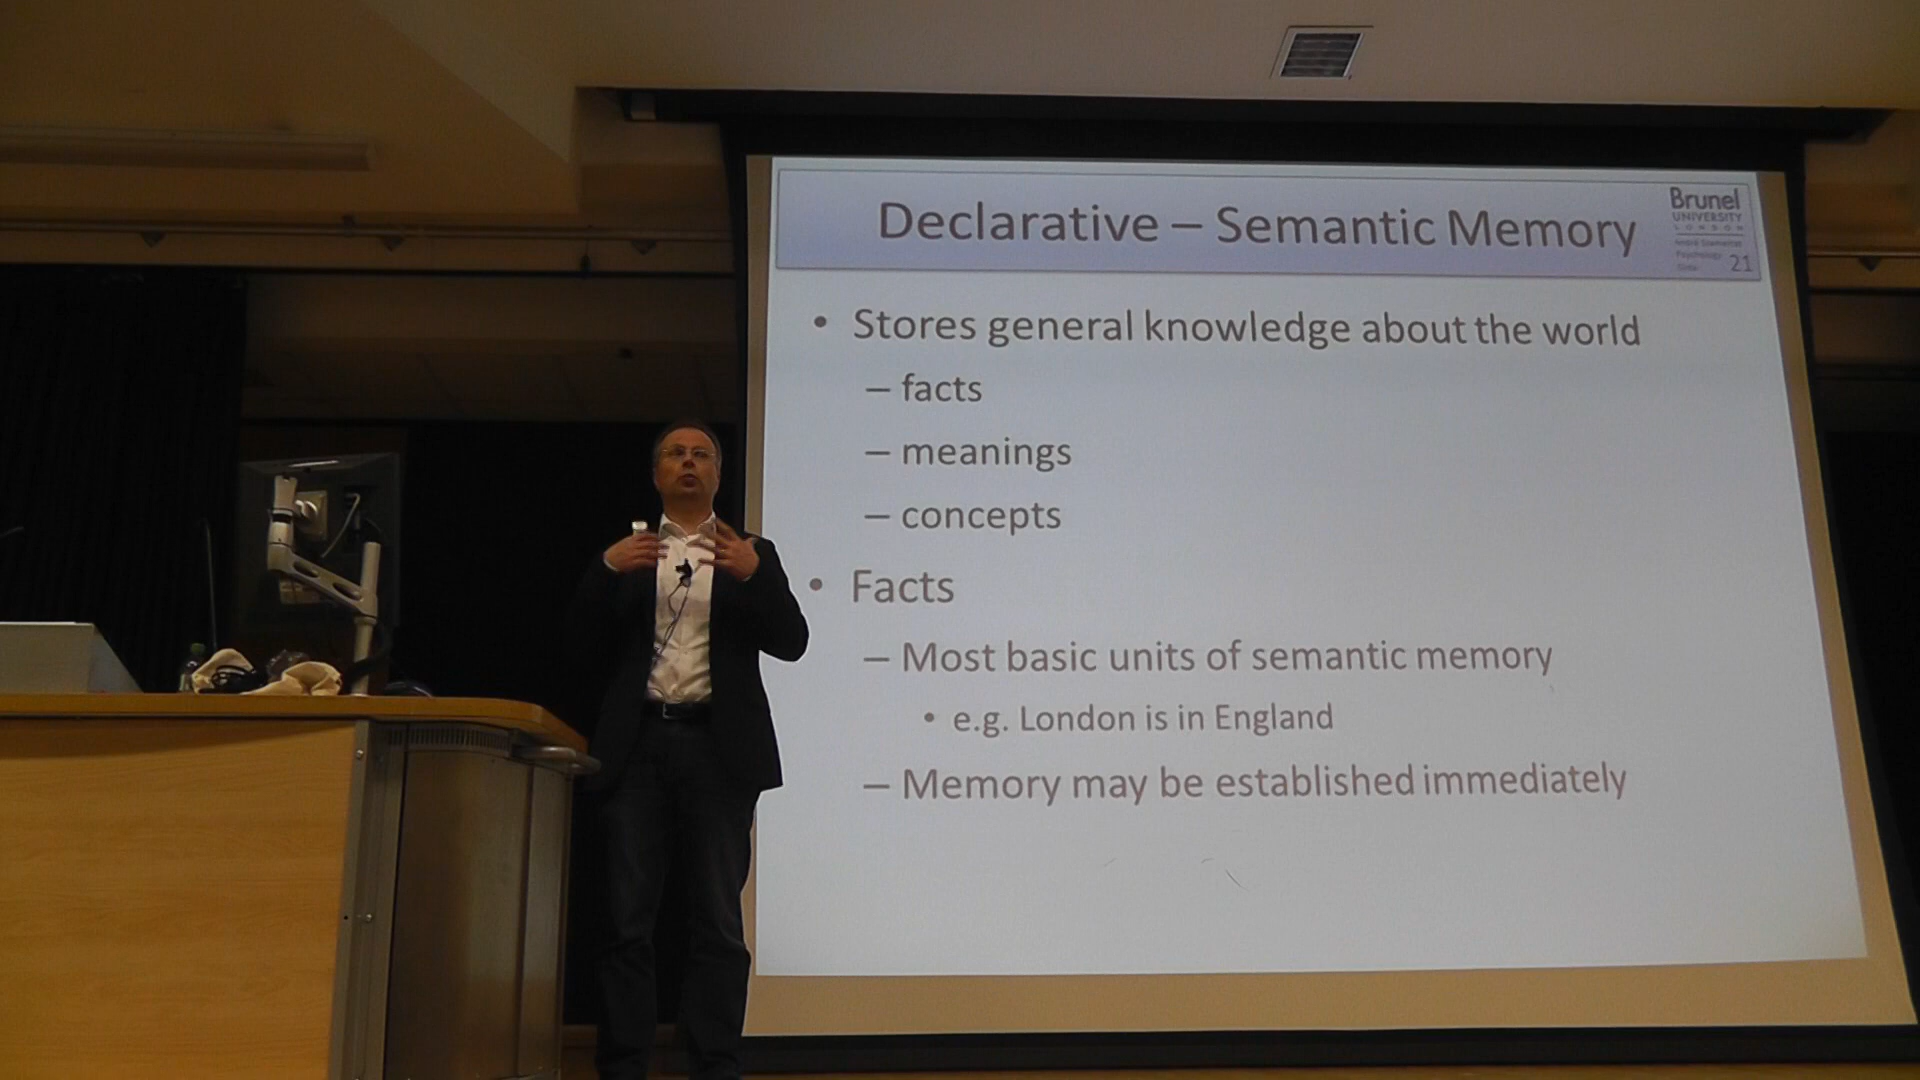 Declarative – Semantic Memory
Brunel
UNIVERSITY
LONDON
Psychology
21
• Stores general knowledge about the world
– facts
– meanings
– concepts
• Facts
– Most basic units of semantic memory
• e.g. London is in England
– Memory may be established immediately